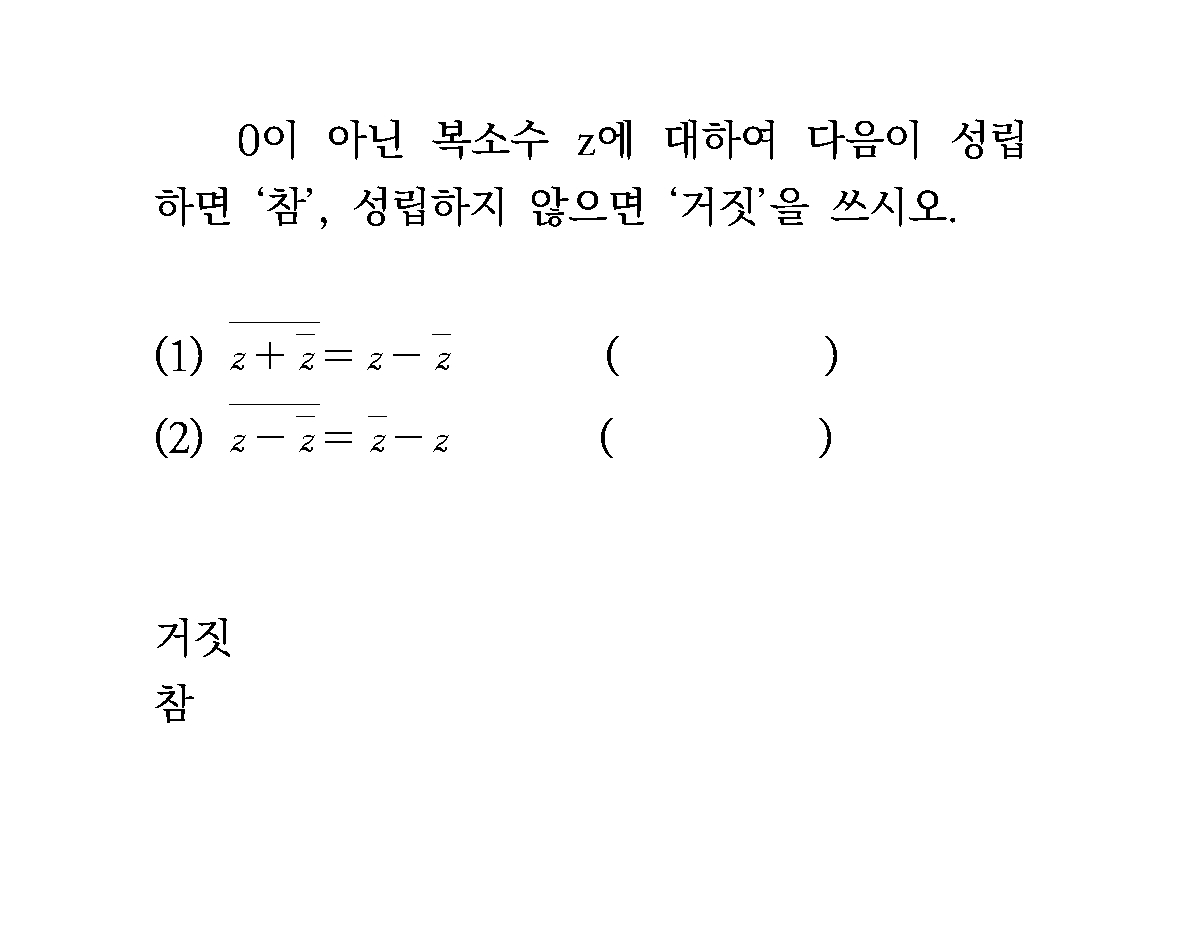 0이 아닌 복소수 z에 대하여 다음이 성립
하면 ‘참’, 성립하지 않으면 ‘거짓’을 쓰시오.
(1) $\overline{z+\overline{z}}=z-\overline{z}$ ( )
(2) $\overline{z-\overline{z}}=\overline{z}-z$ ( )
거짓
참